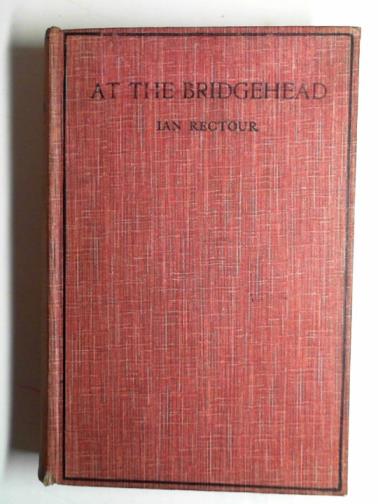 AT THE BRIDGEHEAD
IAN RECTOUR